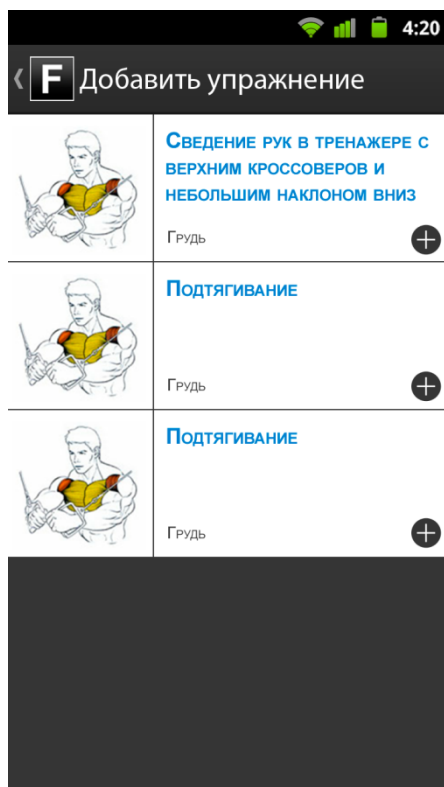 4:20
F Добавить упражнение
Сведение рук в тренажере с
верхним кроссоверов и
небольшим наклоном вниз
Грудь
Подтягивание
Грудь
Подтягивание
Грудь